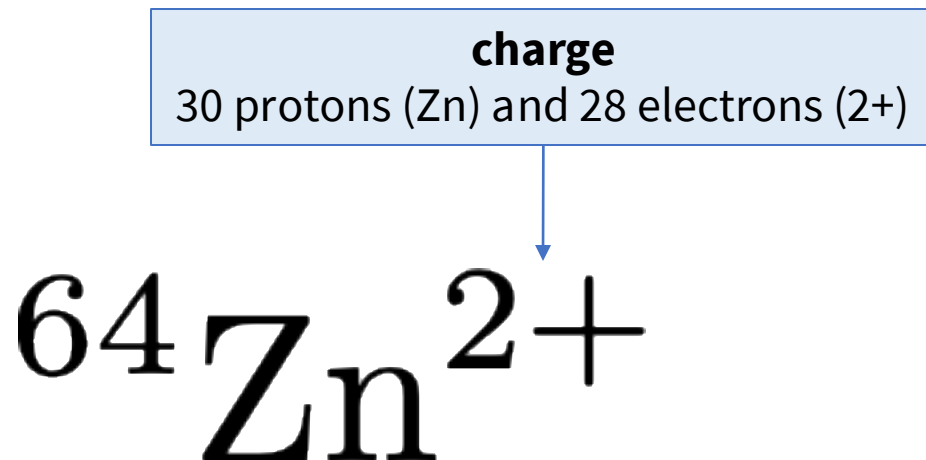 charge
30 protons (Zn) and 28 electrons (2+)
⁶⁴Zn²⁺